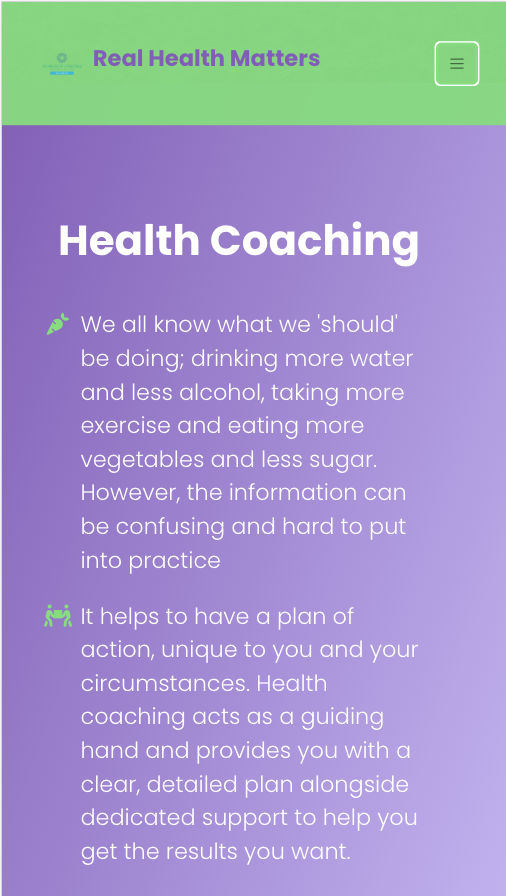 Real Health Matters
Health Coaching
We all know what we 'should'
be doing; drinking more water
and less alcohol, taking more
exercise and eating more
vegetables and less sugar.
However, the information can
be confusing and hard to put
into practice
It helps to have a plan of
action, unique to you and your
circumstances. Health
coaching acts as a guiding
hand and provides you with a
clear, detailed plan alongside
dedicated support to help you
get the results you want.